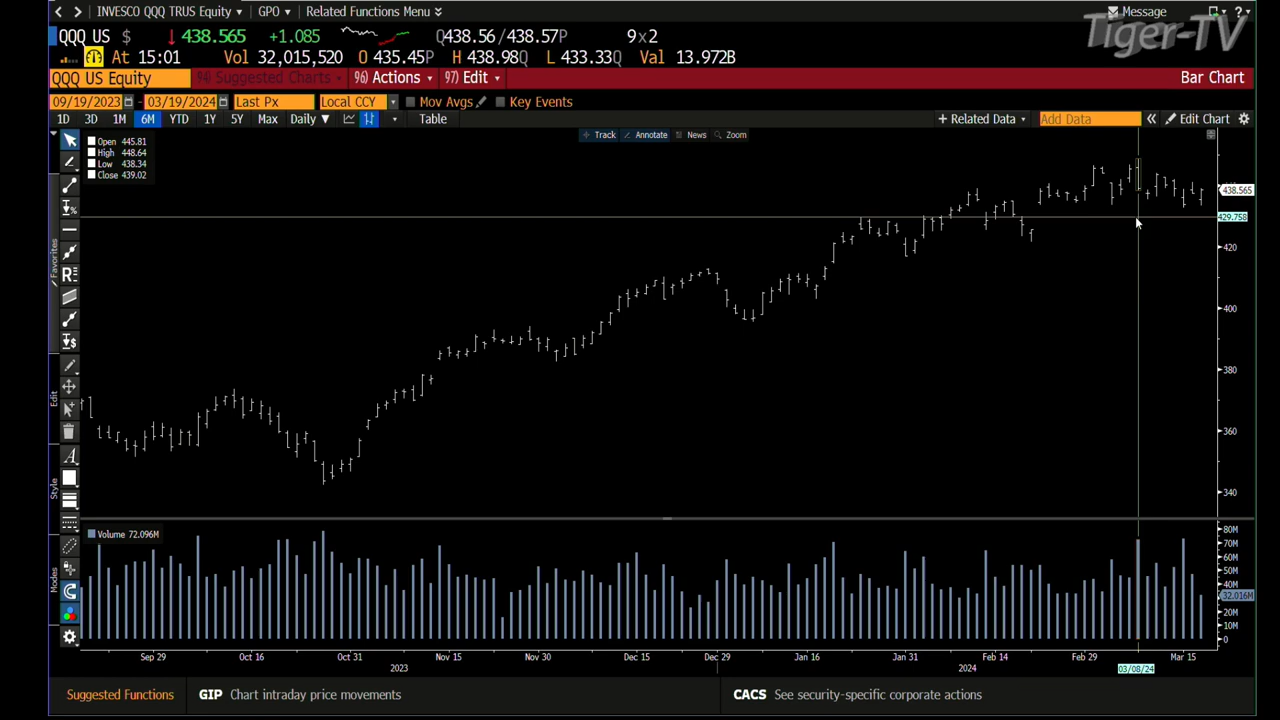 INVESCO QQQ TRUS Equity GPO Related Functions Menu Message ?
Tiger-TV
QQQ US $ 438.565 +1.085 Q438.56/438.57P 9x2
At 15:01 Vol 32,015,520 O 435.45P H 438.98Q L 433.33Q Val 13.972B
QQQ US Equity 94) Suggested Charts 96) Actions 97) Edit Bar Chart
09/19/2023 - 03/19/2024 Last Px Local CCY Mov Avgs Key Events
1D 3D 1M 6M YTD 1Y 5Y Max Daily Table + Related Data Add Data Edit Chart
Track Annotate News Zoom
Open 445.81
High 448.64
Low 438.34
Close 439.02
438.565
429.758
420
400
380
360
340
Favorites
Edit
Style
Modes
Volume 72.096M
80M
70M
60M
50M
40M
32.016M
20M
10M
0
Sep 29 Oct 16 Oct 31 Nov 15 Nov 30 Dec 15 Dec 29 Jan 16 Jan 31 Feb 14 Feb 29 Mar 15
2023 2024 03/08/24
Suggested Functions GIP Chart intraday price movements CACS See security-specific corporate actions